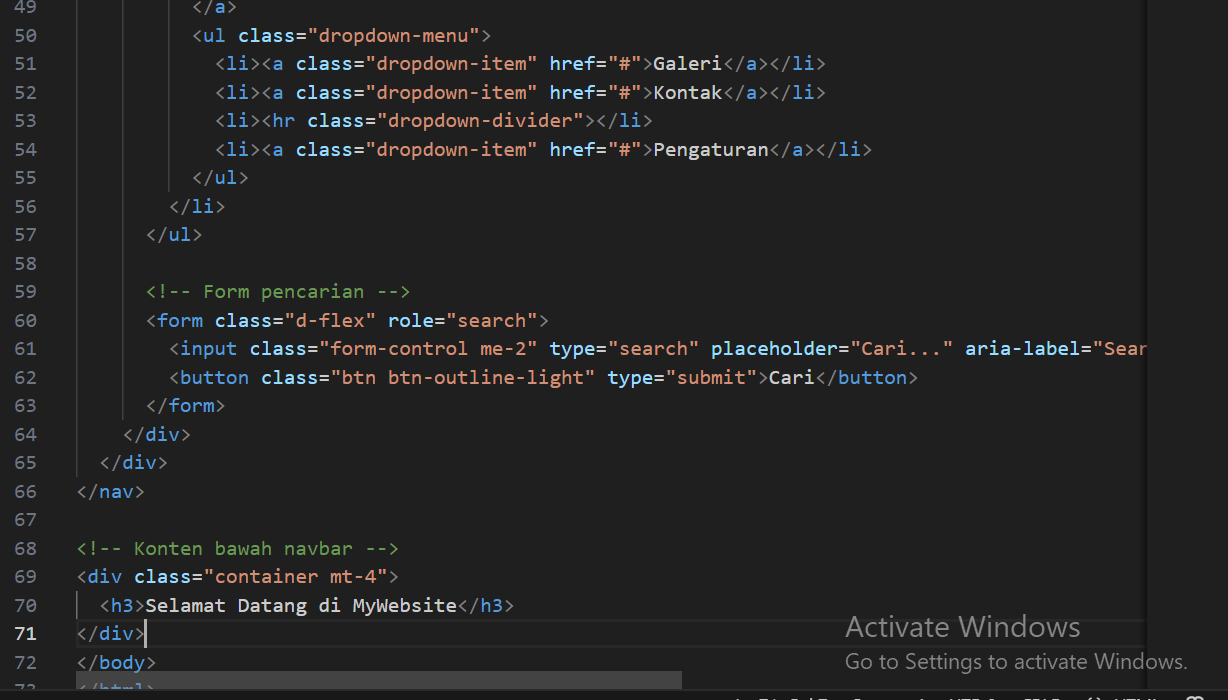 49 </a>
50 <ul class="dropdown-menu">
51 <li><a class="dropdown-item" href="#">Galeri</a></li>
52 <li><a class="dropdown-item" href="#">Kontak</a></li>
53 <li><hr class="dropdown-divider"></li>
54 <li><a class="dropdown-item" href="#">Pengaturan</a></li>
55 </ul>
56 </li>
57 </ul>
58
59 <!-- Form pencarian -->
60 <form class="d-flex" role="search">
61 <input class="form-control me-2" type="search" placeholder="Cari..." aria-label="Sear
62 <button class="btn btn-outline-light" type="submit">Cari</button>
63 </form>
64 </div>
65 </div>
66 </nav>
67
68 <!-- Konten bawah navbar -->
69 <div class="container mt-4">
70 <h3>Selamat Datang di MyWebsite</h3>
71 </div>
72 </body>
73 </html>
Activate Windows
Go to Settings to activate Windows.